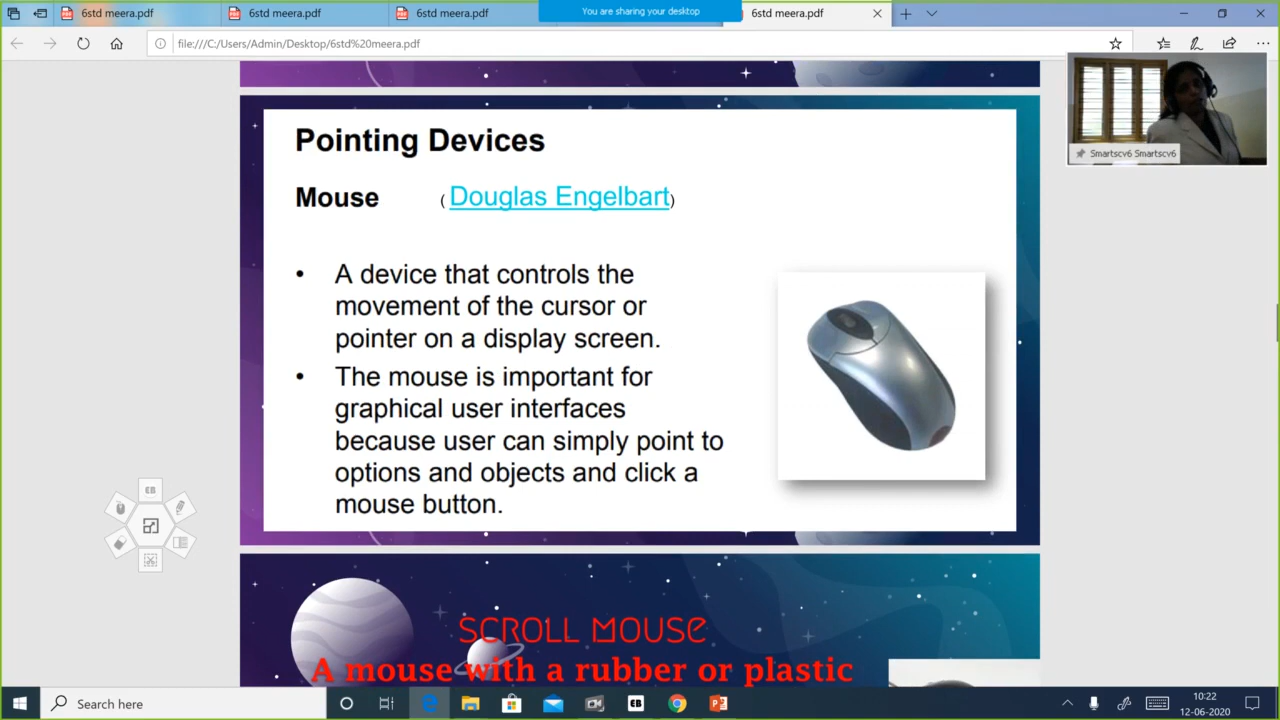 6std meera.pdf
6std meera.pdf
6std meera.pdf
You are sharing your desktop
6std meera.pdf
file:///C:/Users/Admin/Desktop/6std%20meera.pdf
Smartscv6 Smartscv6
Pointing Devices
Mouse (Douglas Engelbart)
• A device that controls the
movement of the cursor or
pointer on a display screen.
• The mouse is important for
graphical user interfaces
because user can simply point to
options and objects and click a
mouse button.
EB
SCROLL MOUSE
A mouse with a rubber or plastic
Search here
EB
10:22
12-06-2020